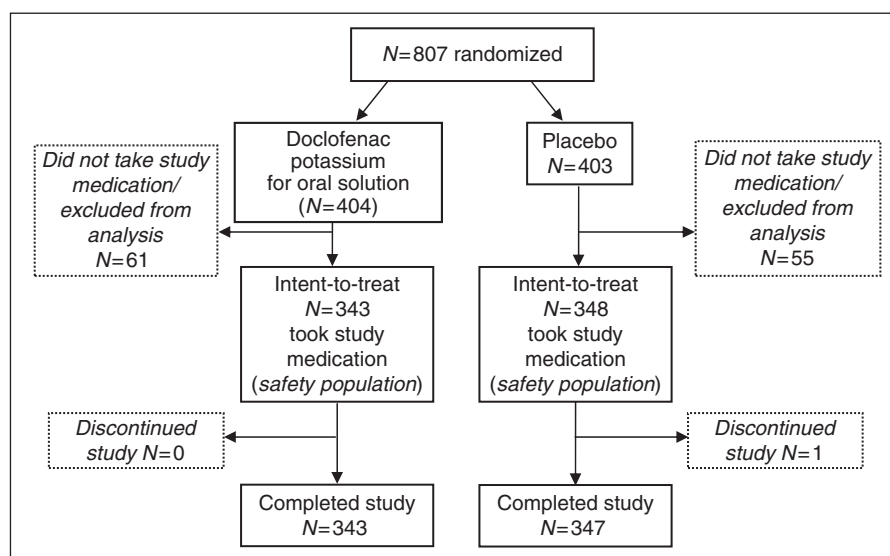 N=807 randomized
Doclofenac
potassium
for oral solution
(N=404)
Placebo
N=403
Did not take study
medication/
excluded from
analysis
N=61
Did not take study
medication/
excluded from
analysis
N=55
Intent-to-treat
N=343
took study
medication
(safety population)
Intent-to-treat
N=348
took study
medication
(safety population)
Discontinued
study N=0
Discontinued
study N=1
Completed study
N=343
Completed study
N=347